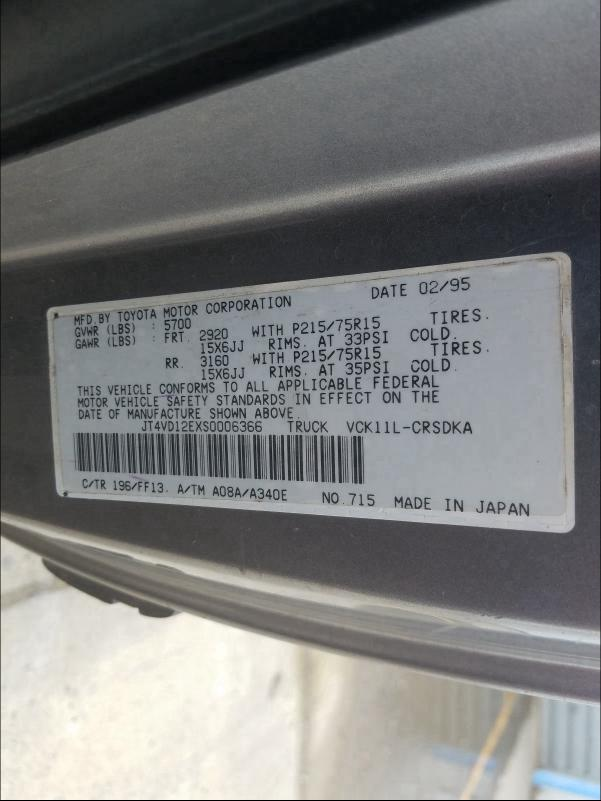 MFD.BY TOYOTA MOTOR CORPORATION DATE 02/95
GVWR (LBS) : 5700
GAWR (LBS) : FRT. 2920 WITH P215/75R15 TIRES.
15X6JJ RIMS. AT 33PSI COLD.
RR. 3160 WITH P215/75R15 TIRES.
15X6JJ RIMS. AT 35PSI COLD.
THIS VEHICLE CONFORMS TO ALL APPLICABLE FEDERAL
MOTOR VEHICLE SAFETY STANDARDS IN EFFECT ON THE
DATE OF MANUFACTURE SHOWN ABOVE.
JT4VD12EXS0006366 TRUCK VCK11L-CRSDKA
C/TR 196/FF13. A/TM A08A/A340E NO.715 MADE IN JAPAN